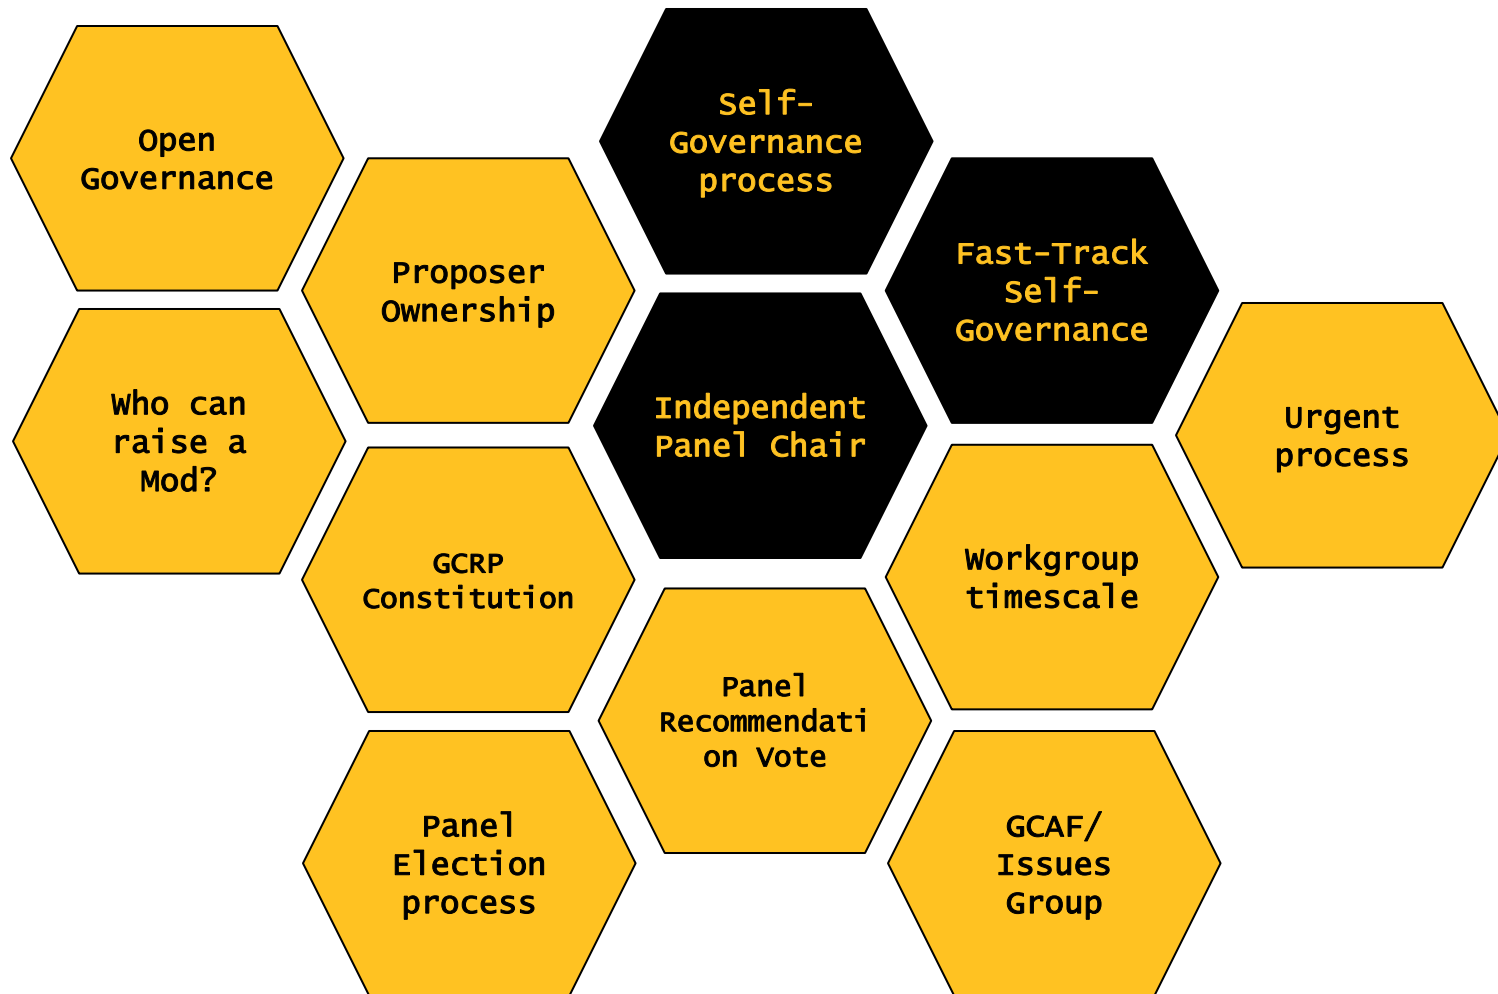 Open
Governance
Proposer
Ownership
Self-
Governance
process
Fast-Track
Self-
Governance
Who can
raise a
Mod?
Independent
Panel Chair
Urgent
process
GCRP
Constitution
Workgroup
timescale
Panel
Recommendati
on Vote
Panel
Election
process
GCAF/
Issues
Group